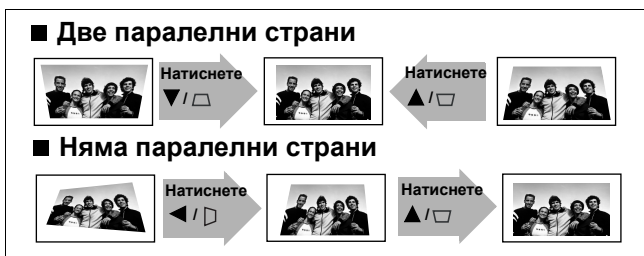 ■ Две паралелни страни
Натиснете
▼/⏢
Натиснете
▲/▽
■ Няма паралелни страни
Натиснете
◀/▷
Натиснете
▲/▽